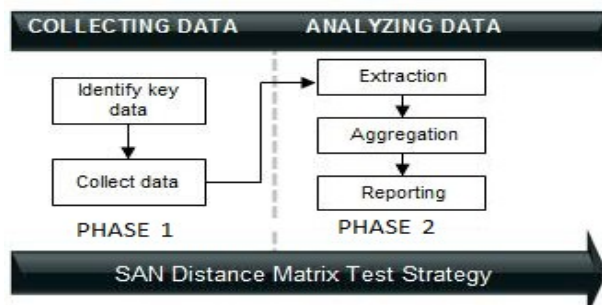 COLLECTING DATA
ANALYZING DATA
Identify key
data
Collect data
PHASE 1
Extraction
Aggregation
Reporting
PHASE 2
SAN Distance Matrix Test Strategy